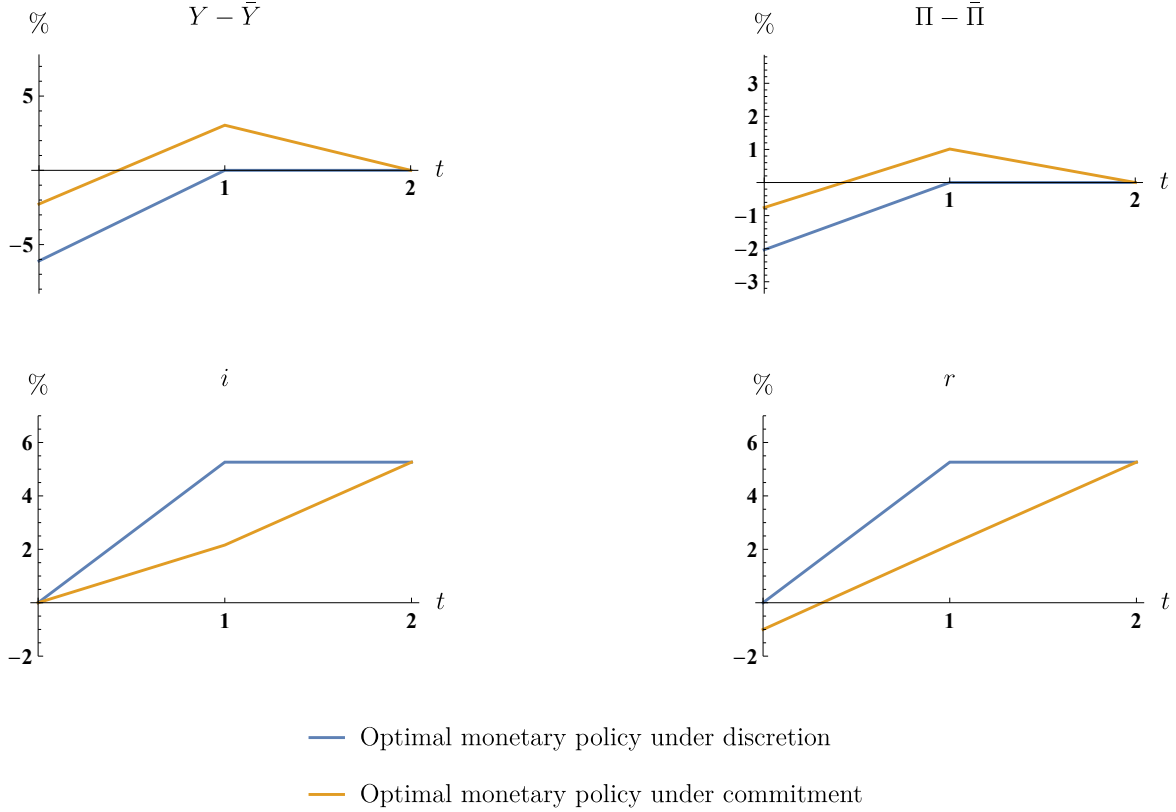 % Y − Ȳ
5
t
1 2
−5
% Π − Π̄
3
2
1
t
1 2
−1
−2
−3
% i
6
4
2
t
1 2
−2
% r
6
4
2
t
1 2
−2
Optimal monetary policy under discretion
Optimal monetary policy under commitment